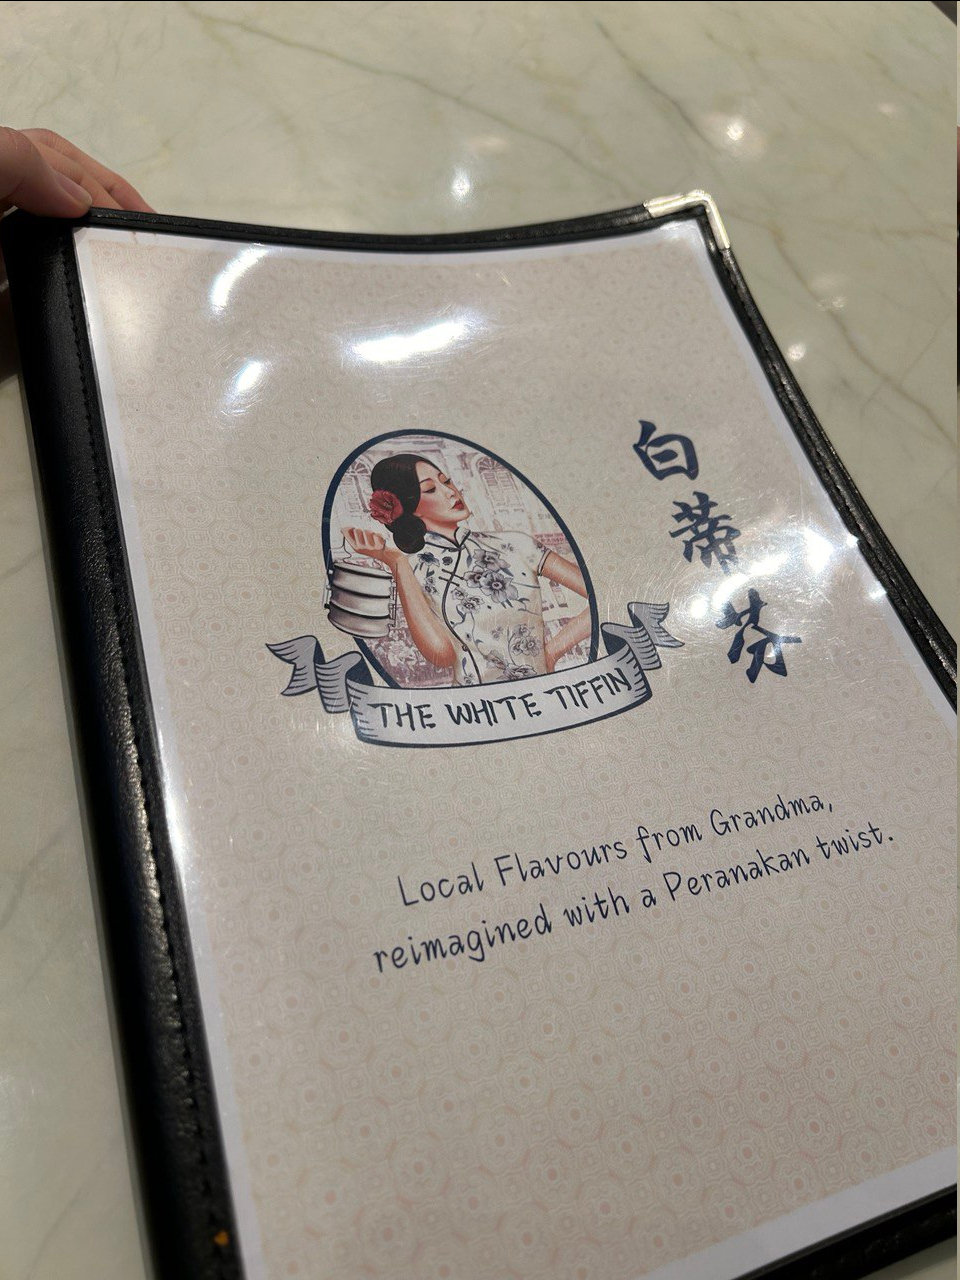 THE WHITE TIFFIN
白蒂芬
Local Flavours from Grandma,
reimagined with a Peranakan twist.